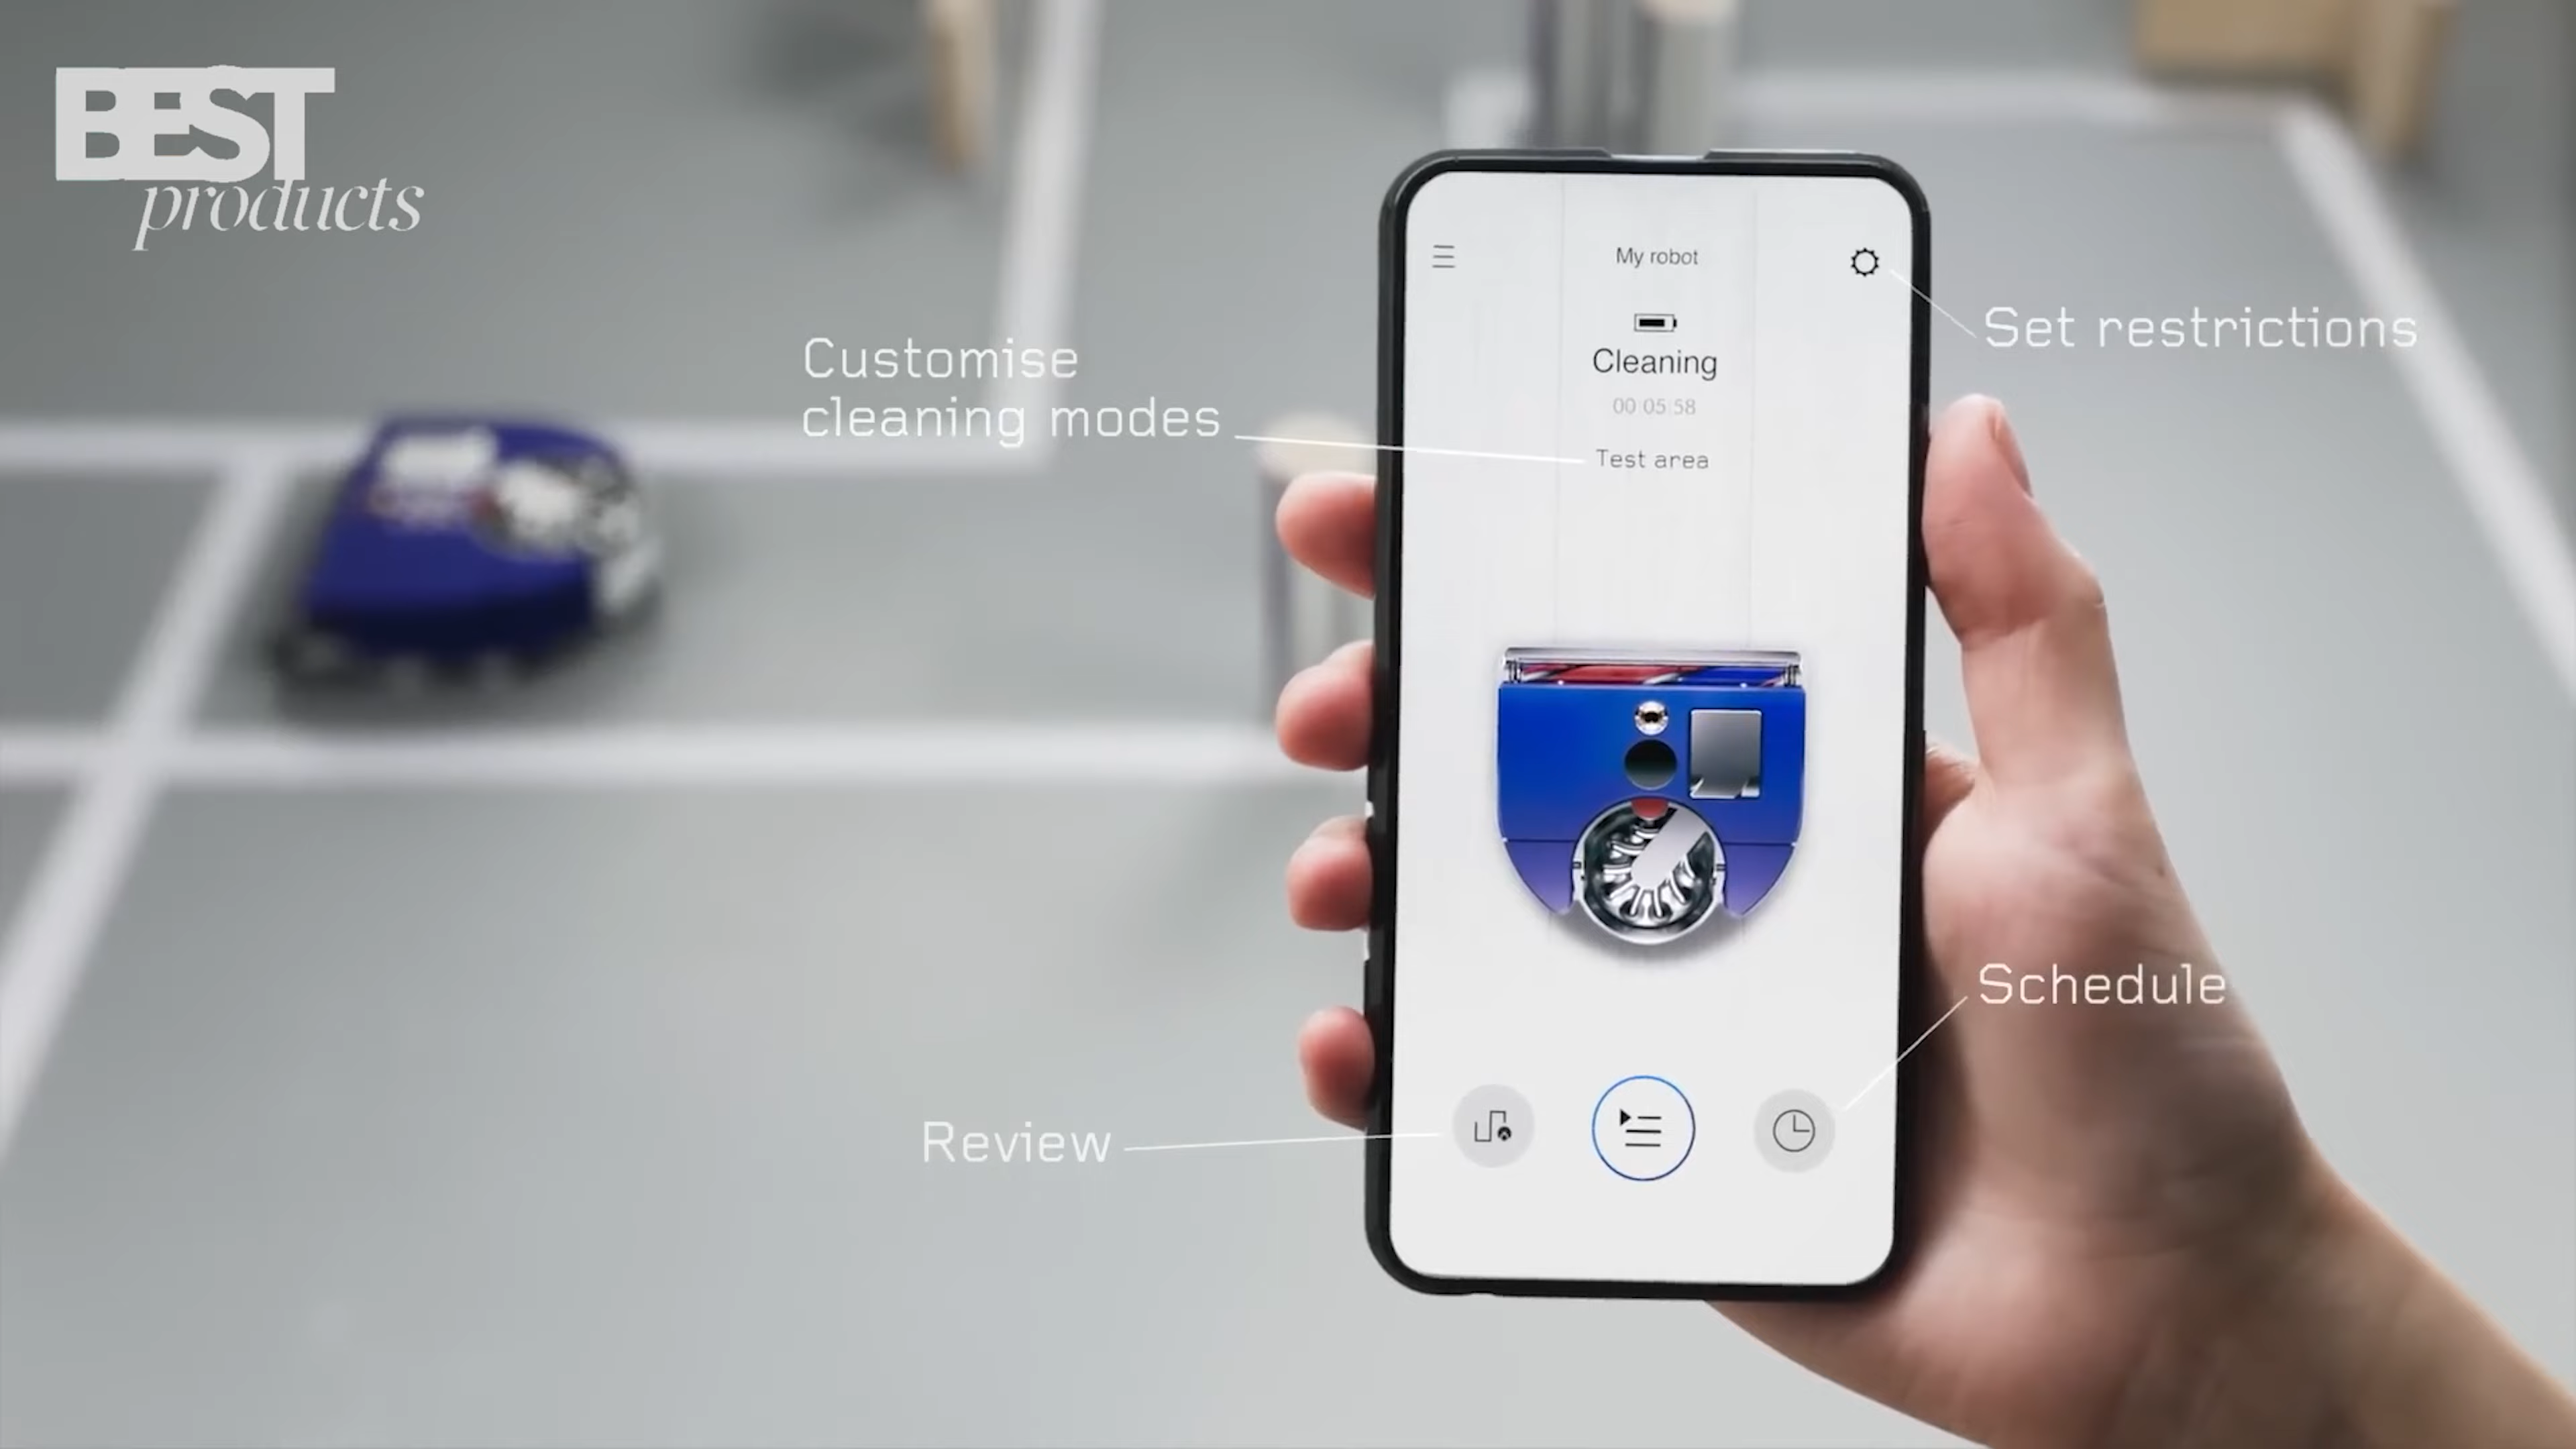 BEST
products
My robot
Set restrictions
Customise
cleaning modes
Cleaning
00 05 58
Test area
Schedule
Review